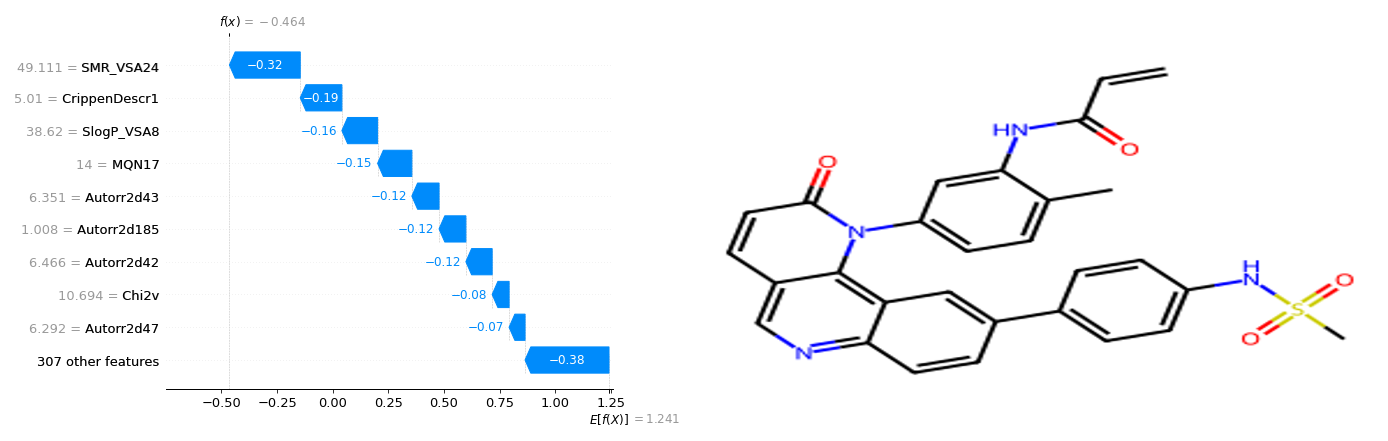 f(x) = −0.464
49.111 = SMR_VSA24
−0.32
5.01 = CrippenDescr1
−0.19
38.62 = SlogP_VSA8
−0.16
14 = MQN17
−0.15
6.351 = Autorr2d43
−0.12
1.008 = Autorr2d185
−0.12
6.466 = Autorr2d42
−0.12
10.694 = Chi2v
−0.08
6.292 = Autorr2d47
−0.07
307 other features
−0.38
−0.50 −0.25 0.00 0.25 0.50 0.75 1.00 1.25
E[f(X)] = 1.241
HN
O
O
N
H
N
O
S
O
N